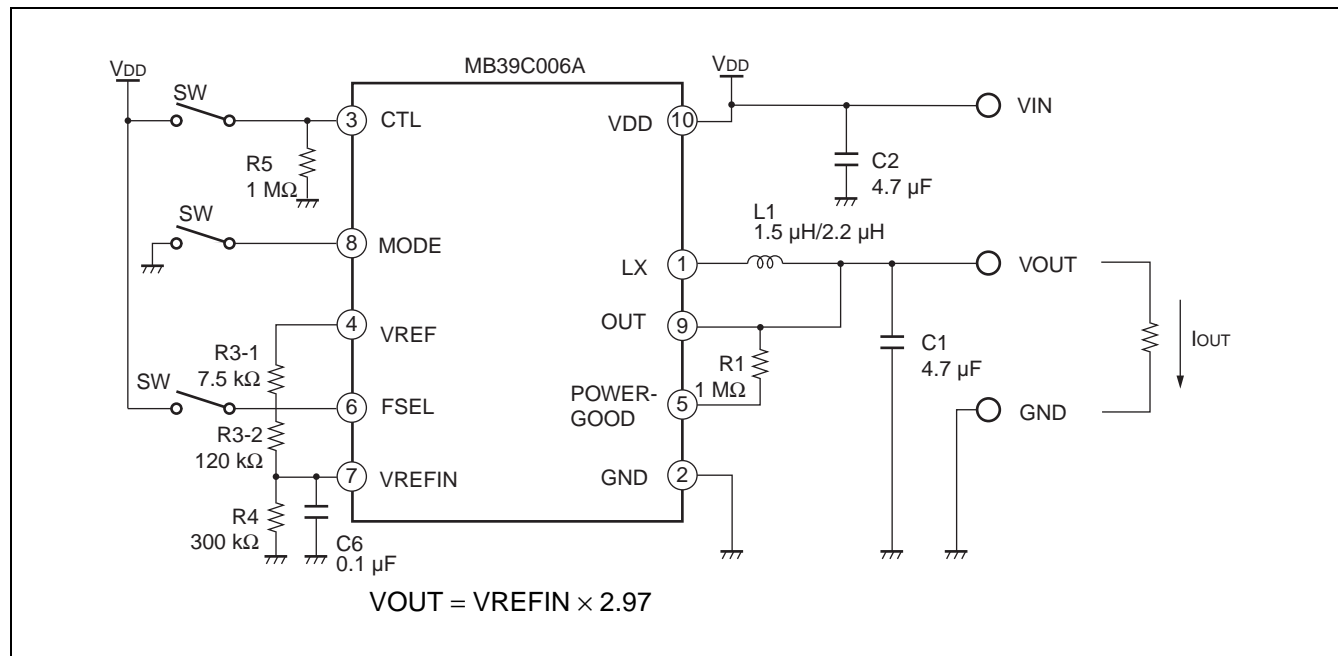 MB39C006A
VDD
SW
3
CTL
R5
1 MΩ
SW
8
MODE
4
VREF
R3-1
7.5 kΩ
SW
6
FSEL
R3-2
120 kΩ
7
VREFIN
R4
300 kΩ
C6
0.1 µF
VDD
VDD
10
VIN
C2
4.7 µF
L1
1.5 µH/2.2 µH
LX
1
VOUT
OUT
9
R1
1 MΩ
C1
4.7 µF
IOUT
POWER-
GOOD
5
GND
GND
2
VOUT = VREFIN × 2.97